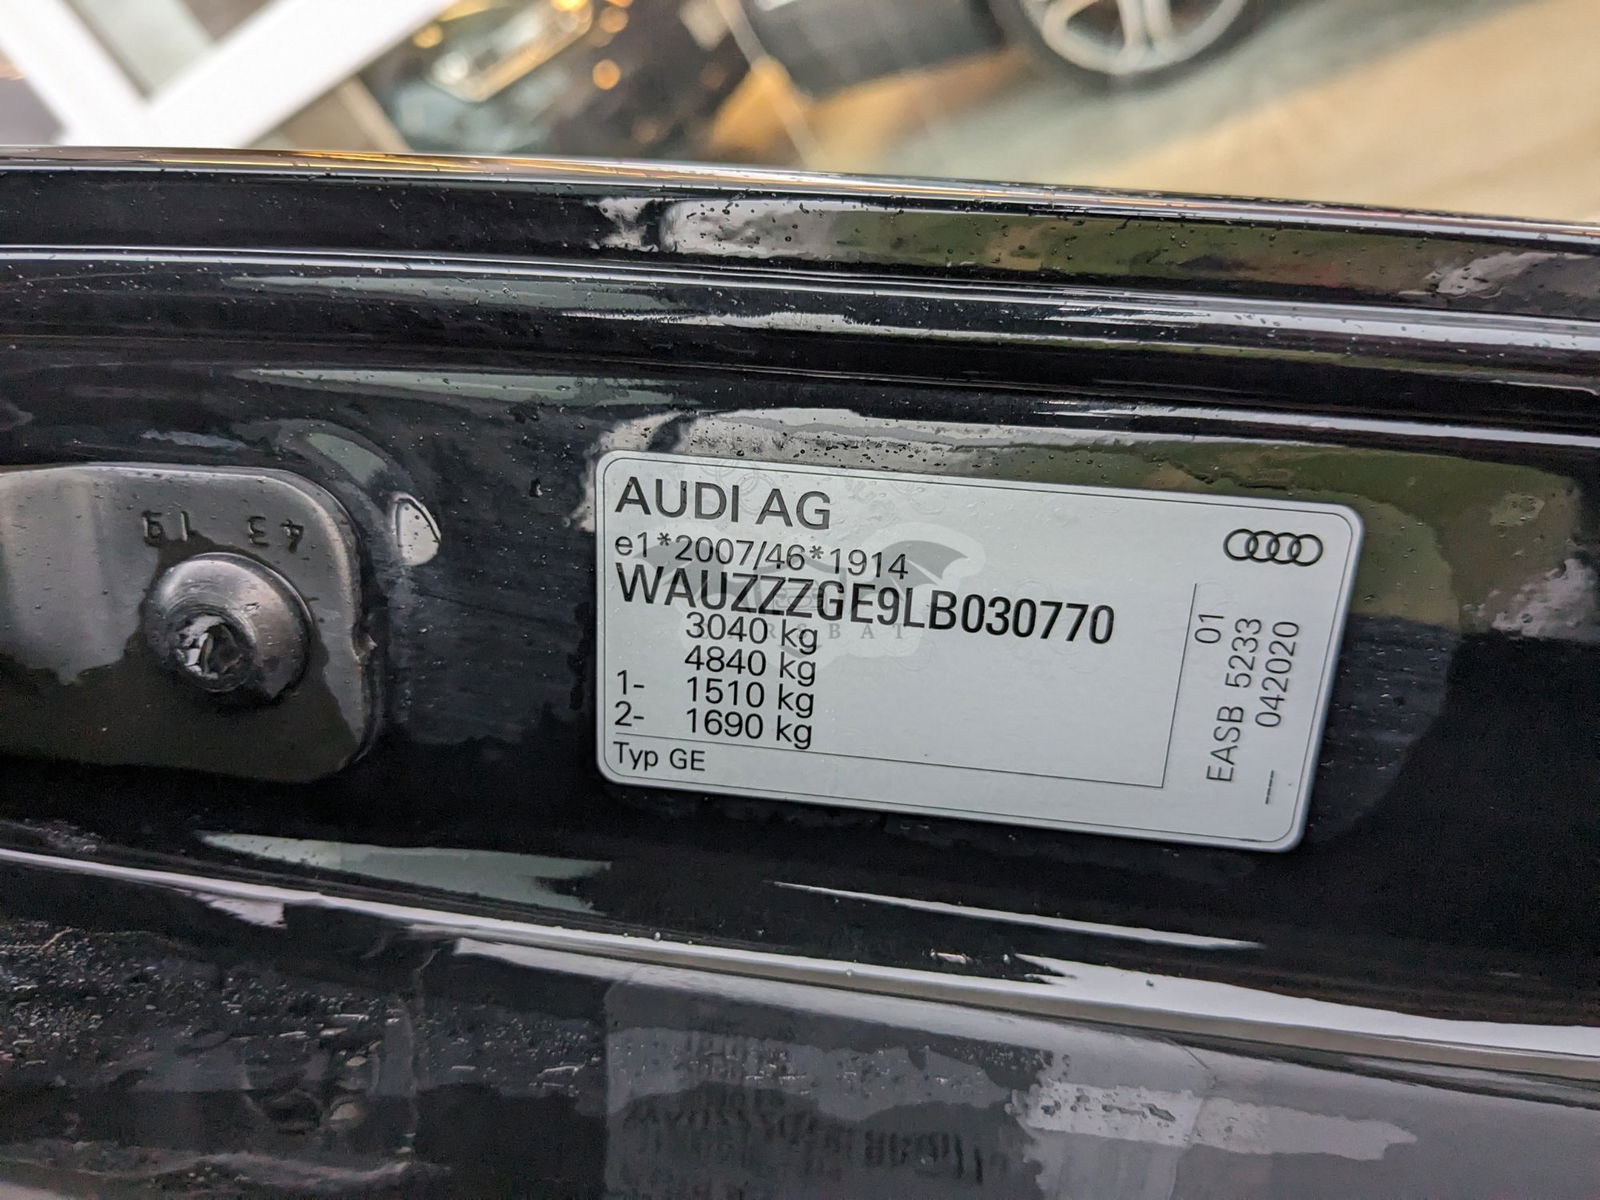 AUDI AG
e1*2007/46*1914
WAUZZZGE9LB030770
3040 kg
4840 kg
1- 1510 kg
2- 1690 kg
Typ GE
01
EASB 5233
042020
43 19